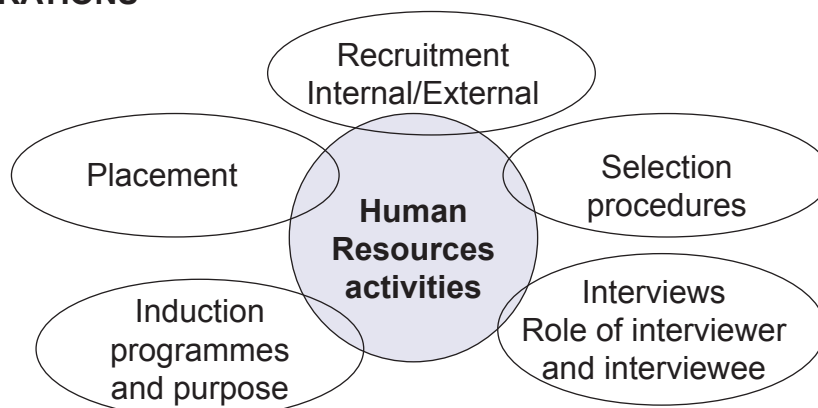 Recruitment
Internal/External
Placement
Selection
procedures
Human
Resources
activities
Interviews
Role of interviewer
and interviewee
Induction
programmes
and purpose